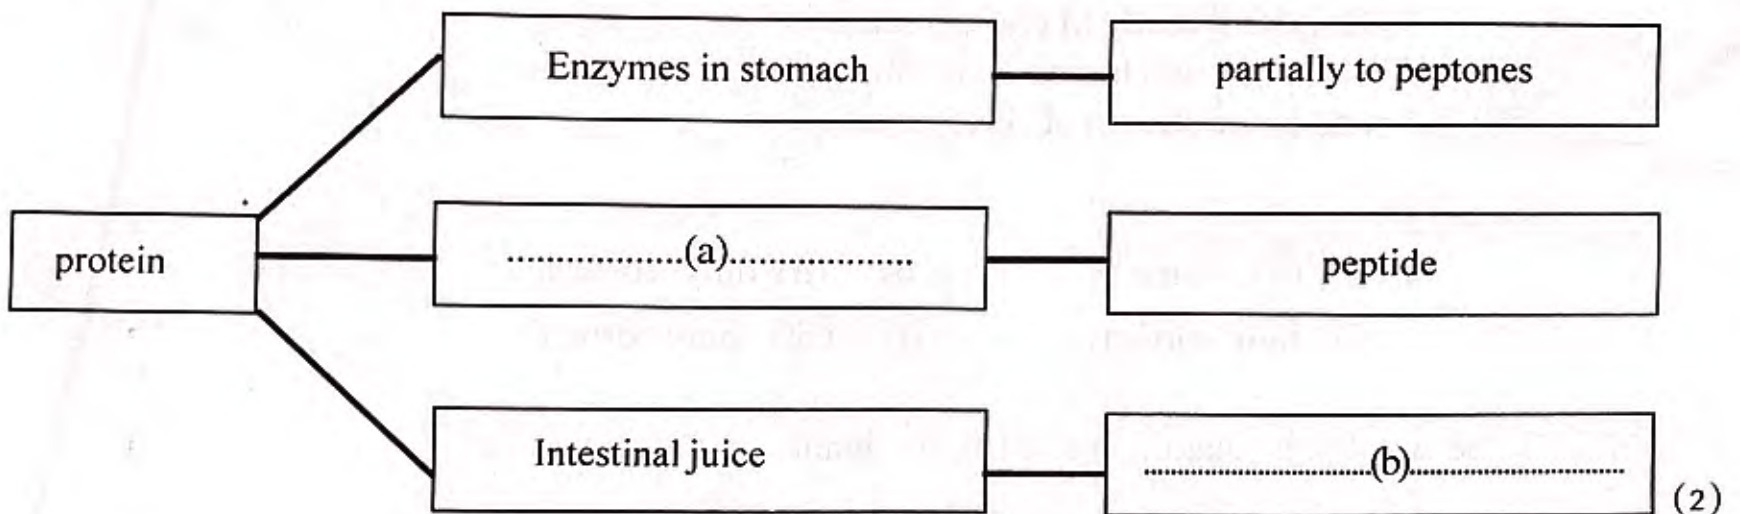 Enzymes in stomach
partially to peptones
protein
..................(a)...................
peptide
Intestinal juice
..............................(b)............................
(2)